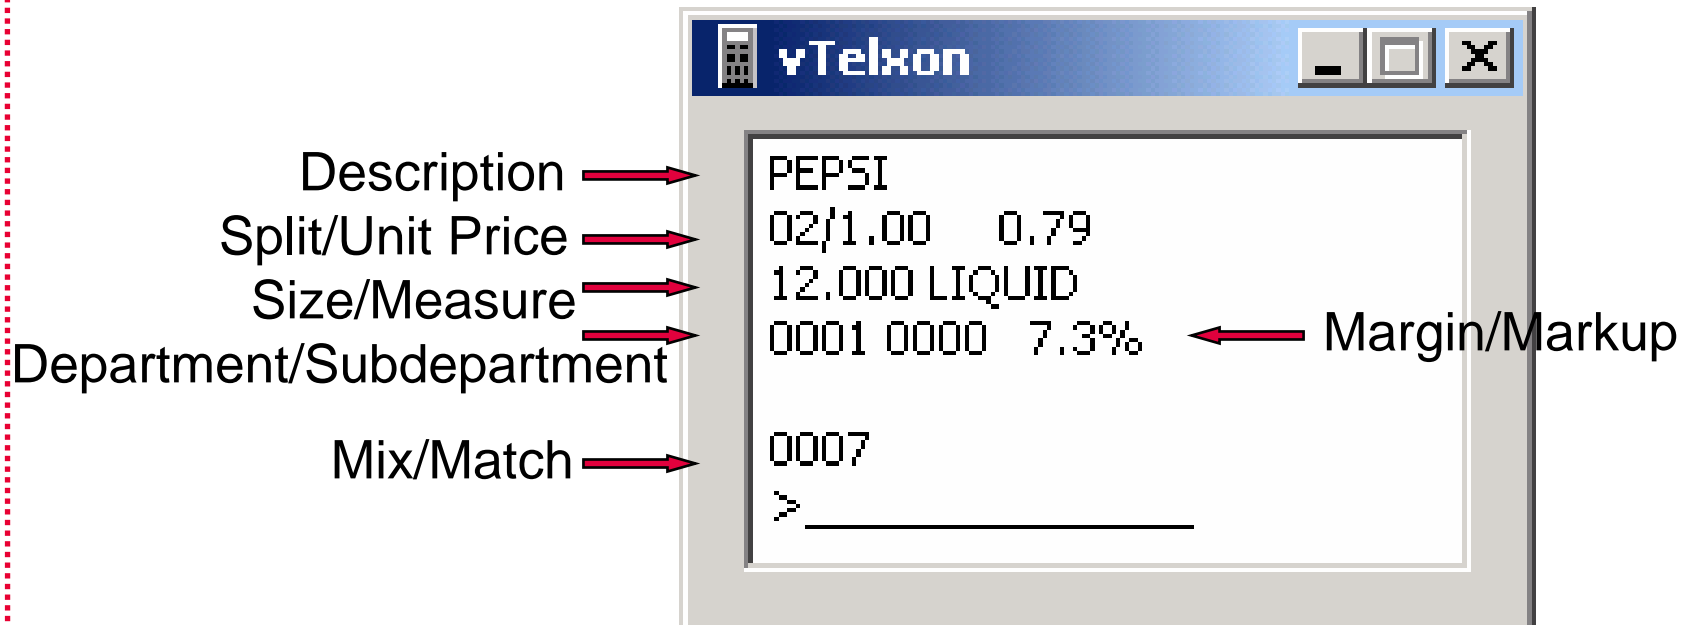 vTelxon
Description
PEPSI
Split/Unit Price
02/1.00 0.79
Size/Measure
12.000 LIQUID
Department/Subdepartment
0001 0000 7.3%
Margin/Markup
Mix/Match
0007
>